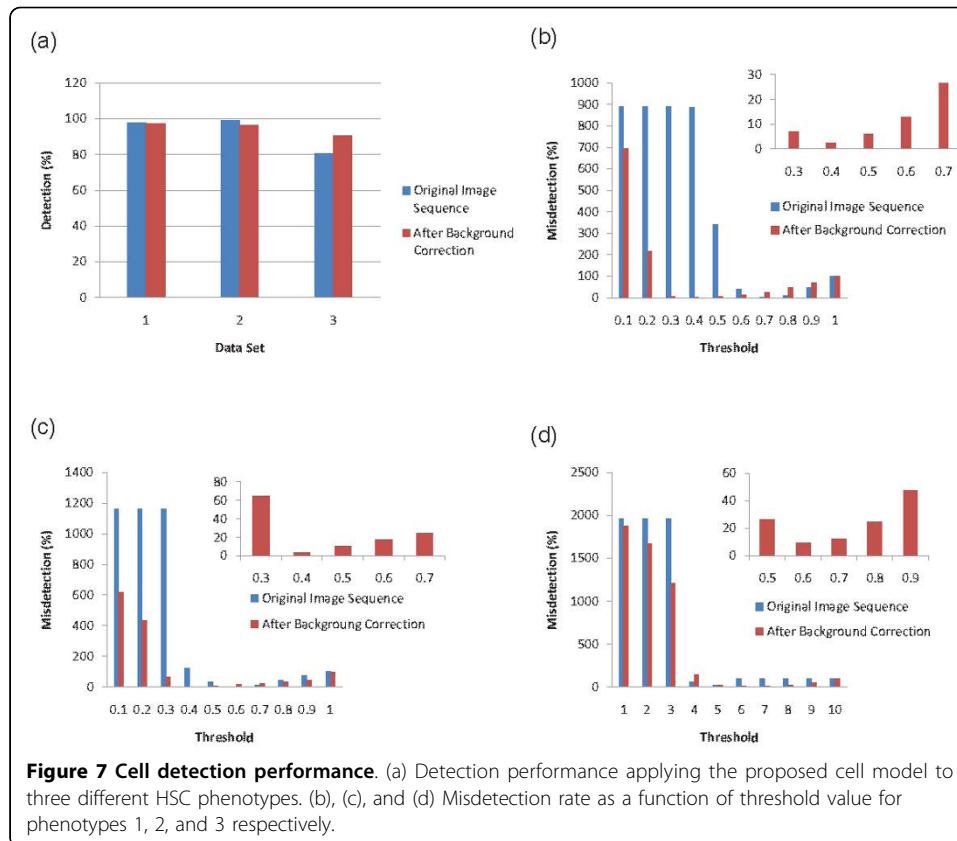 (a)
120
100
80
60
40
20
0
Detection (%)
1 2 3
Data Set
Original Image Sequence
After Background Correction
(b)
1000
900
800
700
600
500
400
300
200
100
0
Misdetection (%)
0.1 0.2 0.3 0.4 0.5 0.6 0.7 0.8 0.9 1
Threshold
30
20
10
0
0.3 0.4 0.5 0.6 0.7
Original Image Sequence
After Background Correction
(c)
1400
1200
1000
800
600
400
200
0
Misdetection (%)
0.1 0.2 0.3 0.4 0.5 0.6 0.7 0.8 0.9 1
Threshold
80
60
40
20
0
0.3 0.4 0.5 0.6 0.7
Original Image Sequence
After Backgroung Correction
(d)
2500
2000
1500
1000
500
0
Misdetection (%)
1 2 3 4 5 6 7 8 9 10
Threshold
60
40
20
0
0.5 0.6 0.7 0.8 0.9
Original Image Sequence
After Background Correction
Figure 7 Cell detection performance. (a) Detection performance applying the proposed cell model to
three different HSC phenotypes. (b), (c), and (d) Misdetection rate as a function of threshold value for
phenotypes 1, 2, and 3 respectively.